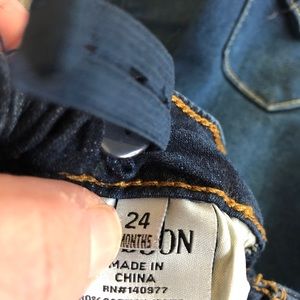 24
MONTHS
ON
MADE IN
CHINA
RN#140977